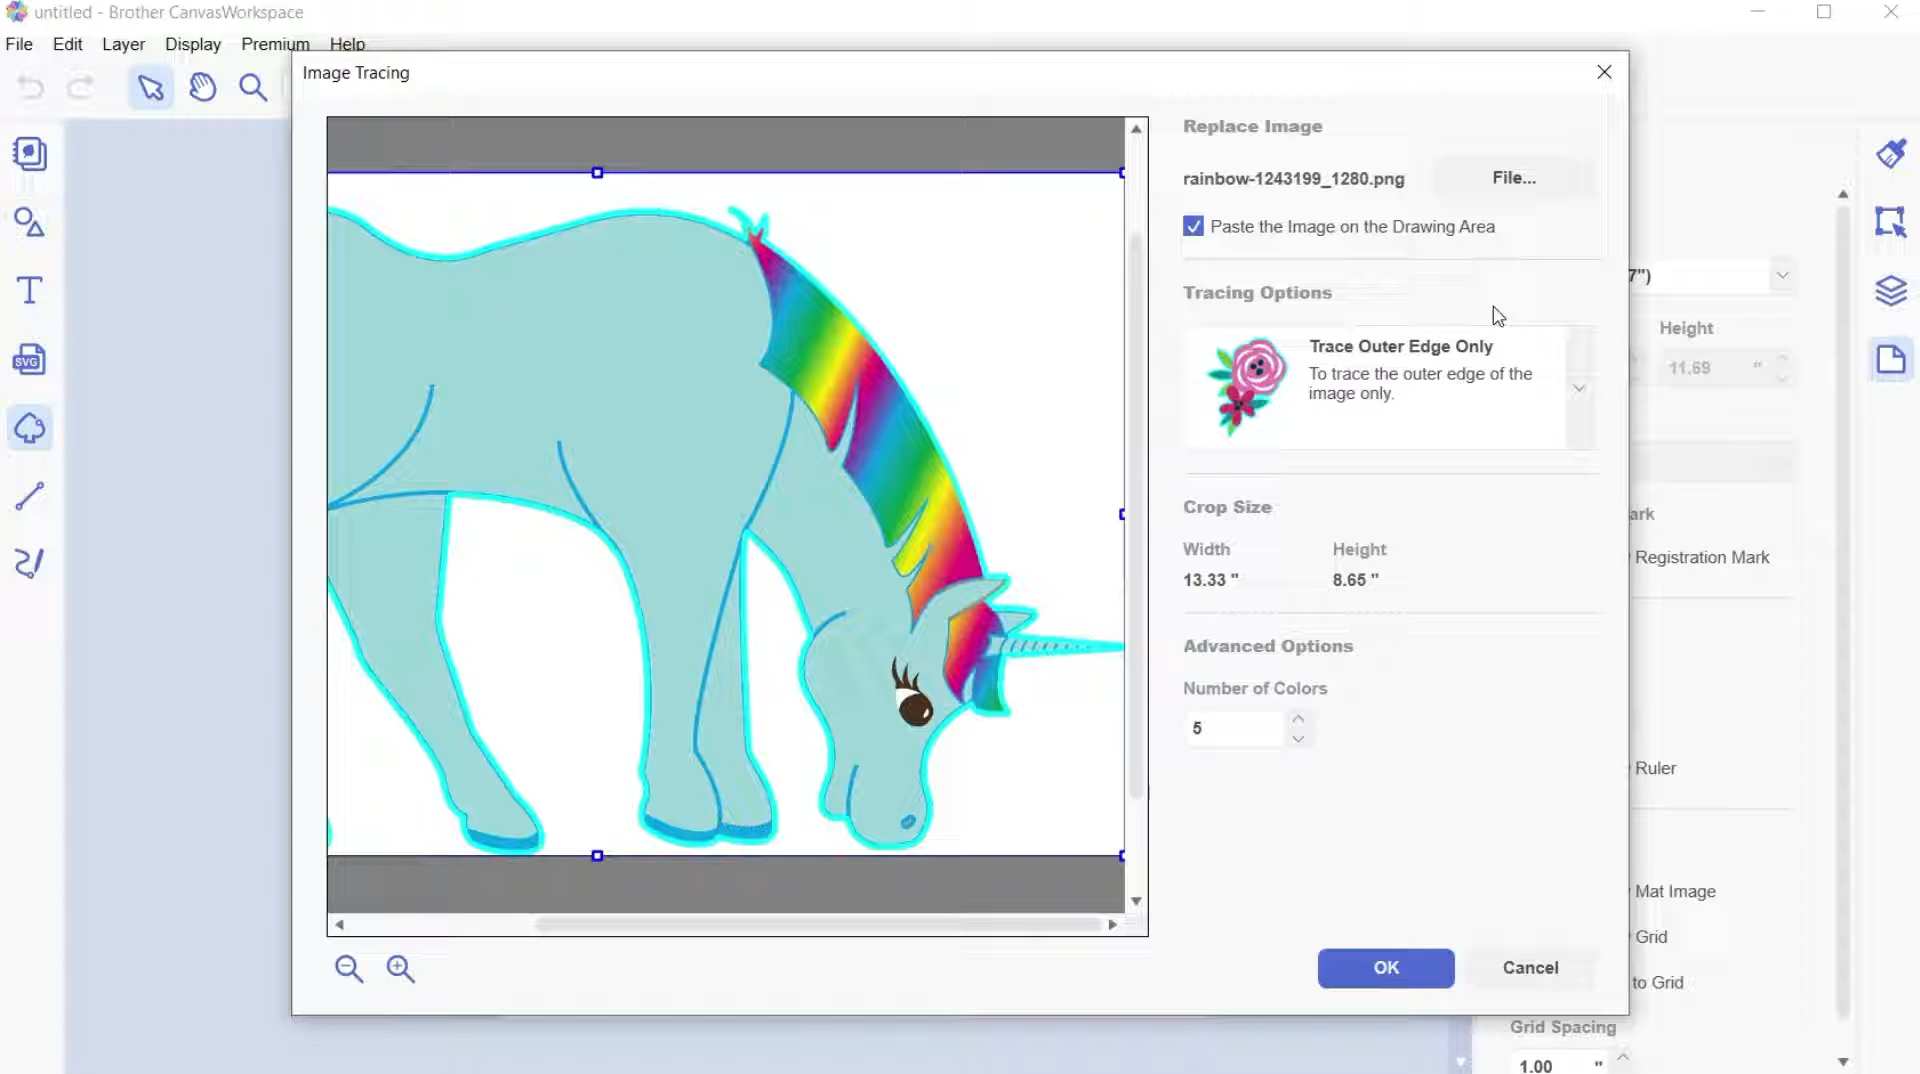 untitled - Brother CanvasWorkspace
File Edit Layer Display Premium Help
Image Tracing
Replace Image
rainbow-1243199_1280.png File...
Paste the Image on the Drawing Area
Tracing Options
7")
Height
Trace Outer Edge Only
11.69 "
To trace the outer edge of the
image only.
SVG
Crop Size
ark
Width Height
Registration Mark
13.33 " 8.65 "
Advanced Options
Number of Colors
5
Ruler
Mat Image
Grid
OK Cancel
to Grid
Grid Spacing
1.00 "